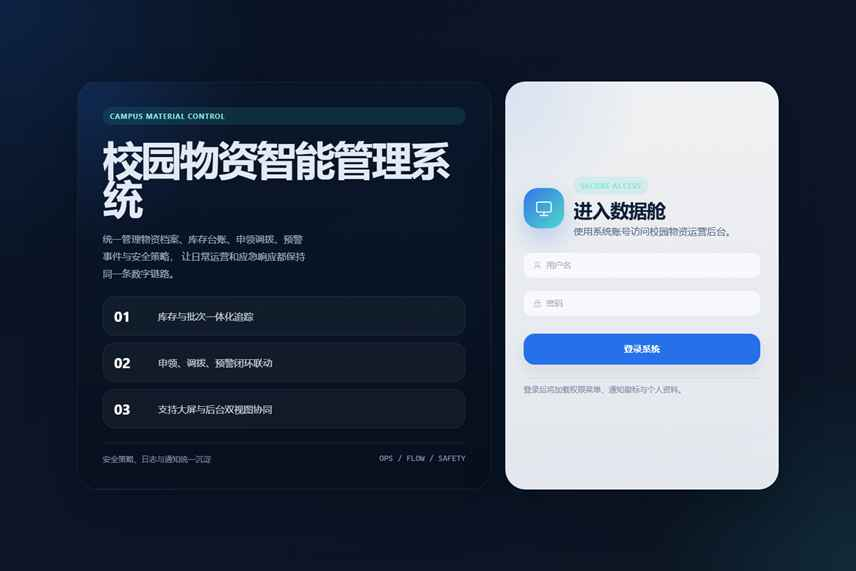 CAMPUS MATERIAL CONTROL
校园物资智能管理系
统
统一管理物资档案、库存台账、申领调拨、预警
事件与安全策略， 让日常运营和应急响应都保持
同一条数字链路。
01 库存与批次一体化追踪
02 申领、调拨、预警闭环联动
03 支持大屏与后台双视图协同
安全策略、日志与通知统一沉淀
OPS / FLOW / SAFETY
SECURE ACCESS
进入数据舱
使用系统账号访问校园物资运营后台。
用户名
密码
登录系统
登录后将加载权限菜单、通知徽标与个人资料。